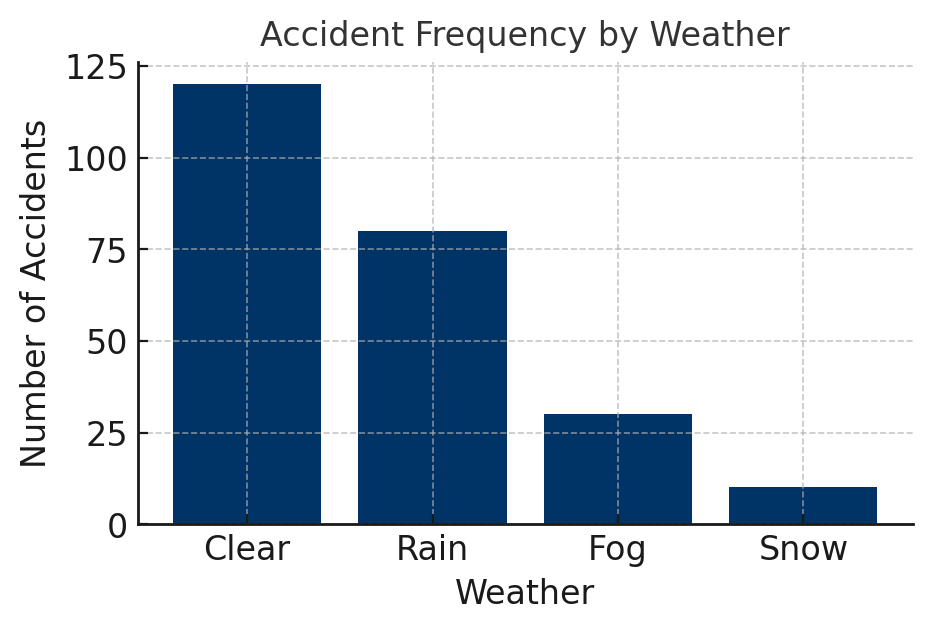 Accident Frequency by Weather
125
100
75
50
25
0
Number of Accidents
Clear Rain Fog Snow
Weather